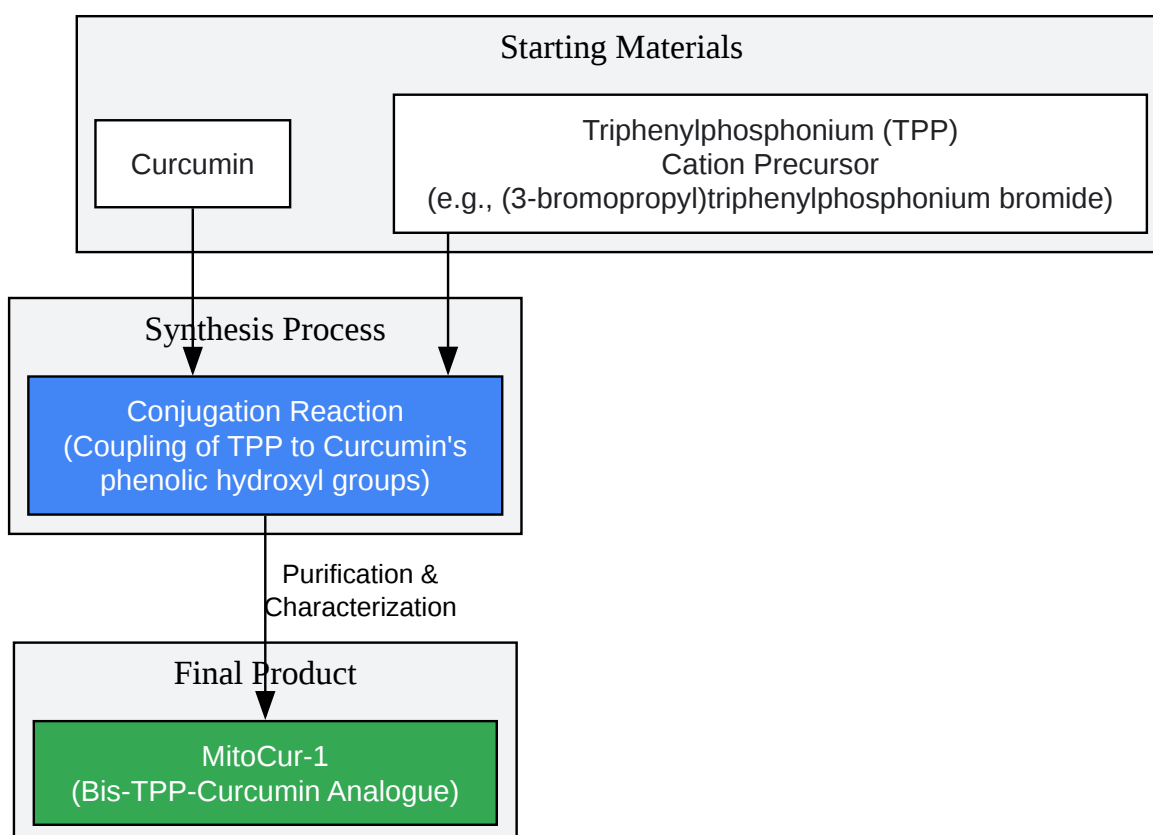 Starting Materials
Curcumin
Triphenylphosphonium (TPP)
Cation Precursor
(e.g., (3-bromopropyl)triphenylphosphonium bromide)
Synthesis Process
Conjugation Reaction
(Coupling of TPP to Curcumin's
phenolic hydroxyl groups)
Purification &
Characterization
Final Product
MitoCur-1
(Bis-TPP-Curcumin Analogue)